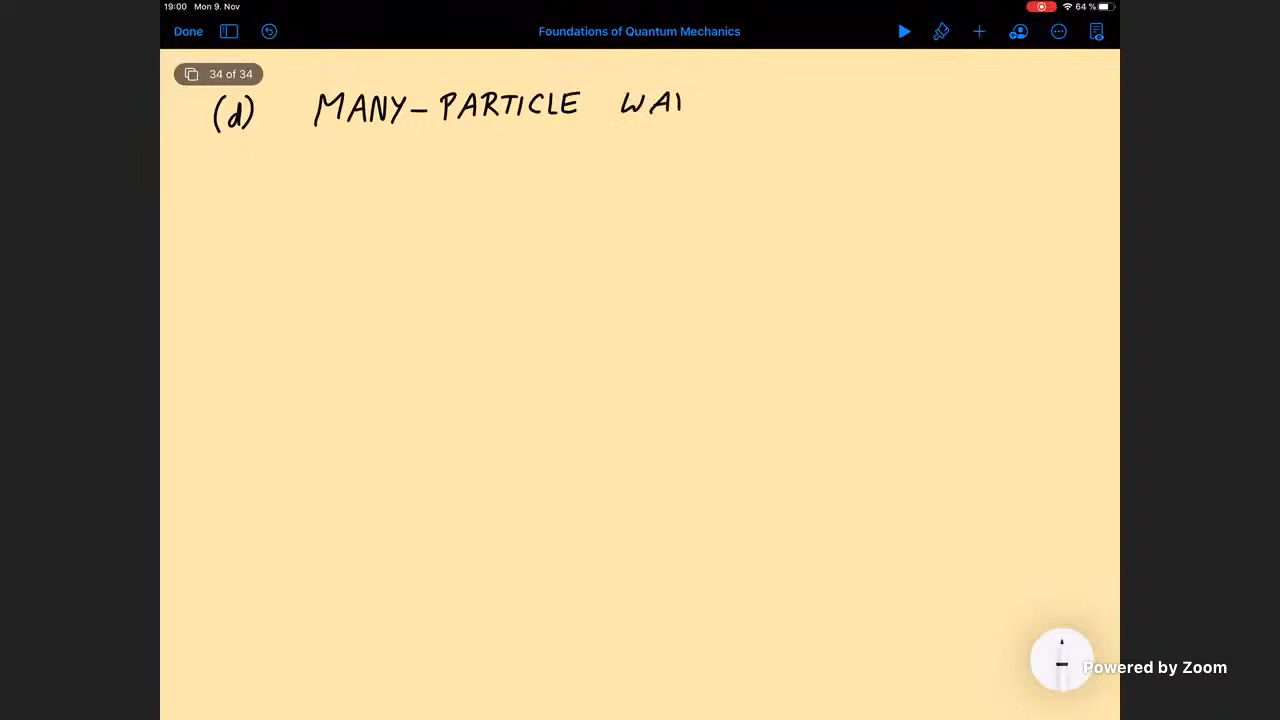 19:00 Mon 9. Nov 64 %
Done Foundations of Quantum Mechanics
34 of 34
(d) MANY-PARTICLE
Powered by Zoom